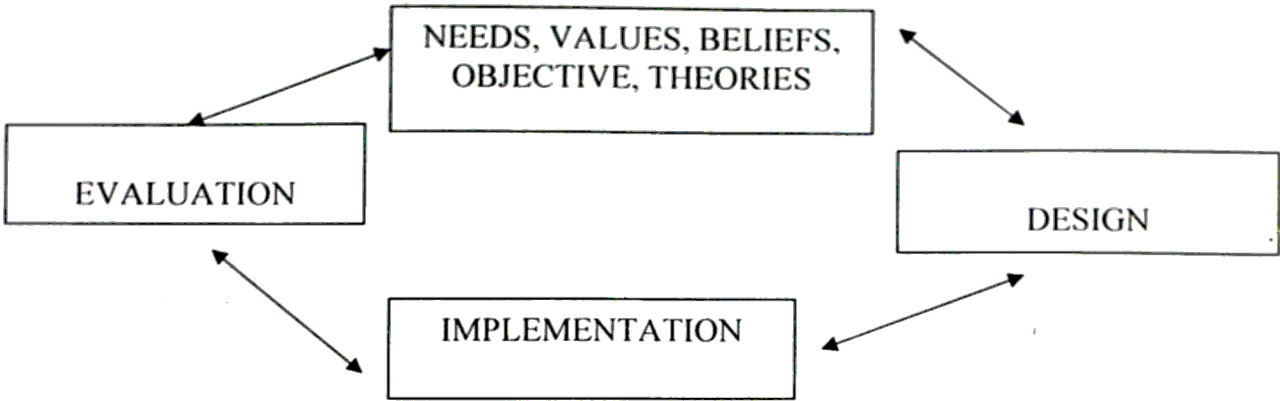 NEEDS, VALUES, BELIEFS,
OBJECTIVE, THEORIES
EVALUATION
DESIGN
IMPLEMENTATION